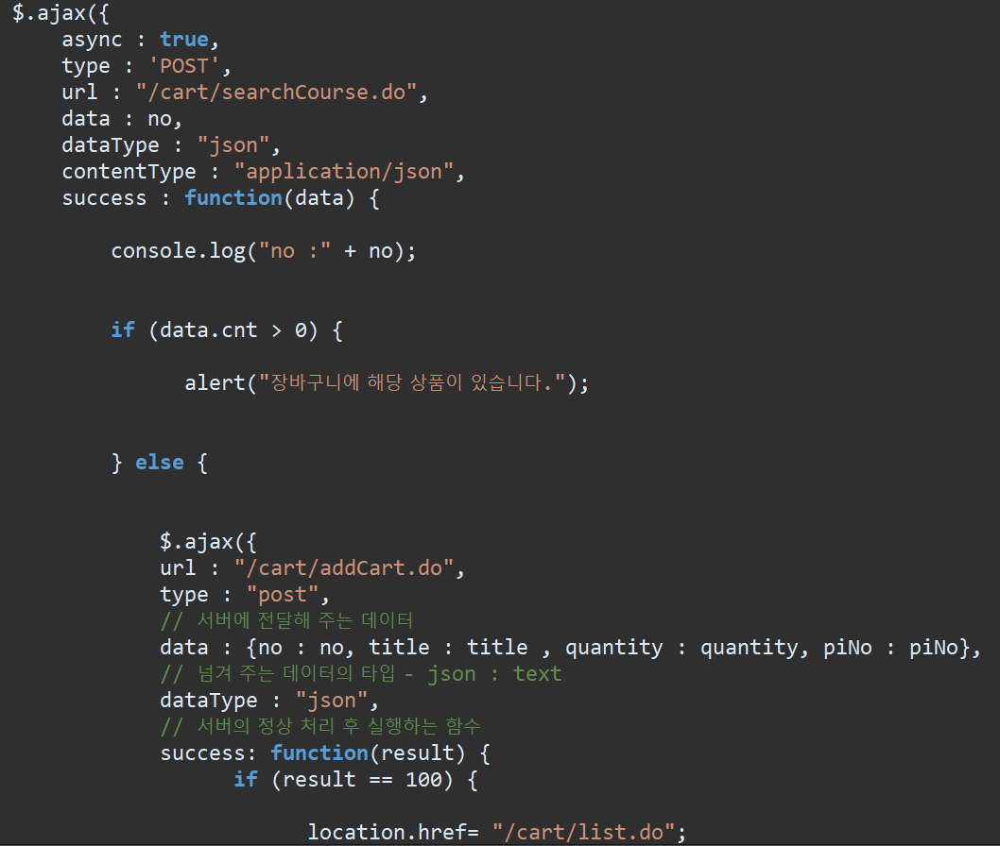 $.ajax({
async : true,
type : 'POST',
url : "/cart/searchCourse.do",
data : no,
dataType : "json",
contentType : "application/json",
success : function(data) {
console.log("no :" + no);
if (data.cnt > 0) {
alert("장바구니에 해당 상품이 있습니다.");
} else {
$.ajax({
url : "/cart/addCart.do",
type : "post",
// 서버에 전달해 주는 데이터
data : {no : no, title : title , quantity : quantity, piNo : piNo},
// 넘겨 주는 데이터의 타입 - json : text
dataType : "json",
// 서버의 정상 처리 후 실행하는 함수
success: function(result) {
if (result == 100) {
location.href= "/cart/list.do";